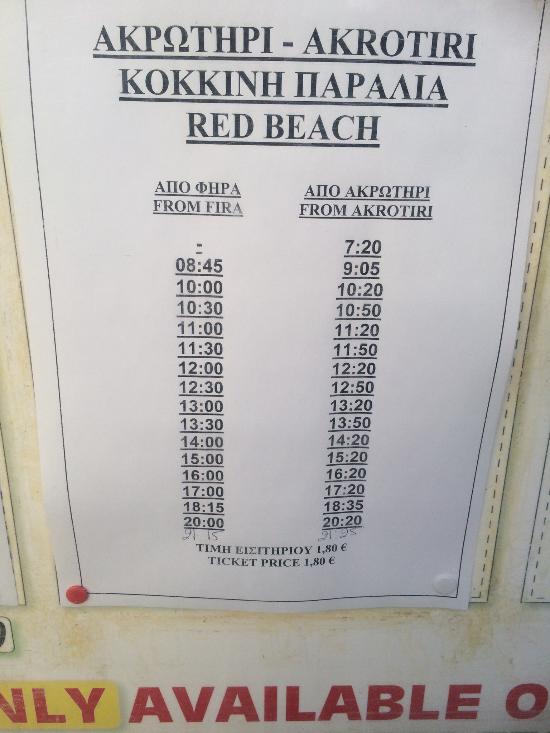 ΑΚΡΩΤΗΡΙ - AKROTIRI
ΚΟΚΚΙΝΗ ΠΑΡΑΛΙΑ
RED BEACH
ΑΠΟ ΦΗΡΑ ΑΠΟ ΑΚΡΩΤΗΡΙ
FROM FIRA FROM AKROTIRI
- 7:20
08:45 9:05
10:00 10:20
10:30 10:50
11:00 11:20
11:30 11:50
12:00 12:20
12:30 12:50
13:00 13:20
13:30 13:50
14:00 14:20
15:00 15:20
16:00 16:20
17:00 17:20
18:15 18:35
20:00 20:20
21 15
ΤΙΜΗ ΕΙΣΙΤΗΡΙΟΥ 1,80 €
TICKET PRICE 1,80 €
AVAILABLE